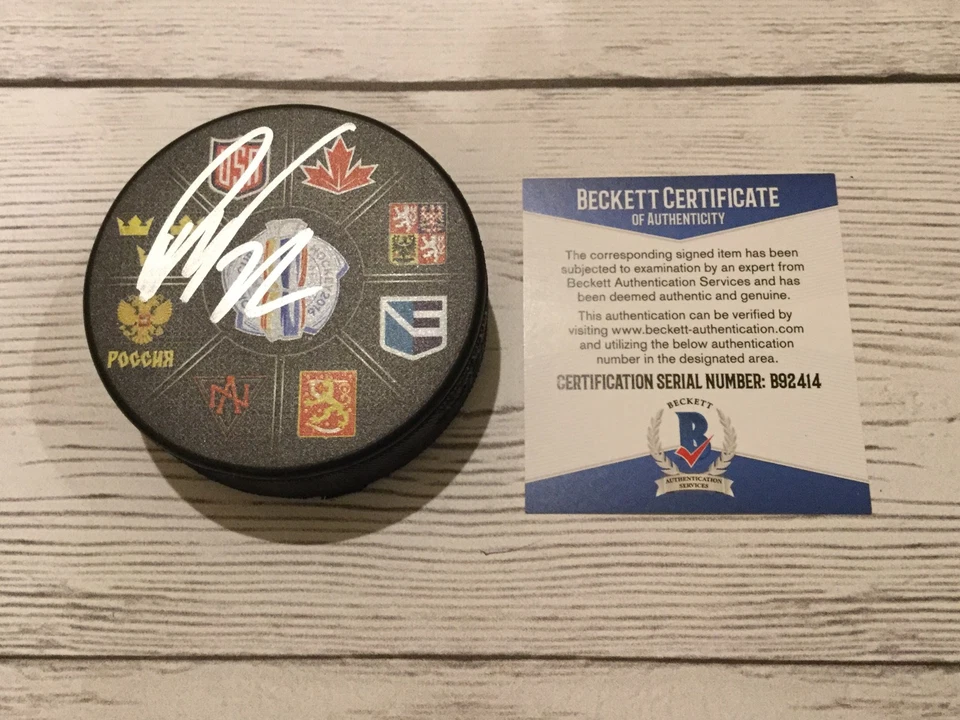 USA
РОССИЯ
NA
E
2016
BECKETT CERTIFICATE
OF AUTHENTICITY
The corresponding signed item has been
subjected to examination by an expert from
Beckett Authentication Services and has
been deemed authentic and genuine.
This authentication can be verified by
visiting www.beckett-authentication.com
and utilizing the below authentication
number in the designated area.
CERTIFICATION SERIAL NUMBER: B92414
BECKETT
B
AUTHENTICATION
SERVICES